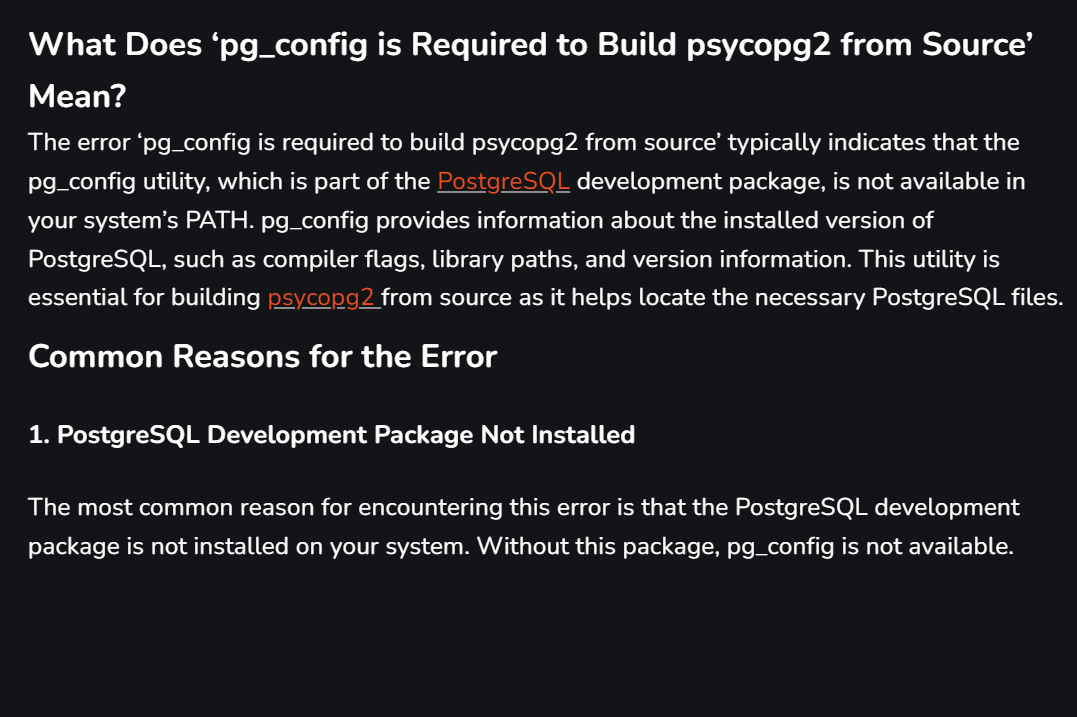 What Does ‘pg_config is Required to Build psycopg2 from Source’
Mean?
The error ‘pg_config is required to build psycopg2 from source’ typically indicates that the
pg_config utility, which is part of the PostgreSQL development package, is not available in
your system’s PATH. pg_config provides information about the installed version of
PostgreSQL, such as compiler flags, library paths, and version information. This utility is
essential for building psycopg2 from source as it helps locate the necessary PostgreSQL files.
Common Reasons for the Error
1. PostgreSQL Development Package Not Installed
The most common reason for encountering this error is that the PostgreSQL development
package is not installed on your system. Without this package, pg_config is not available.